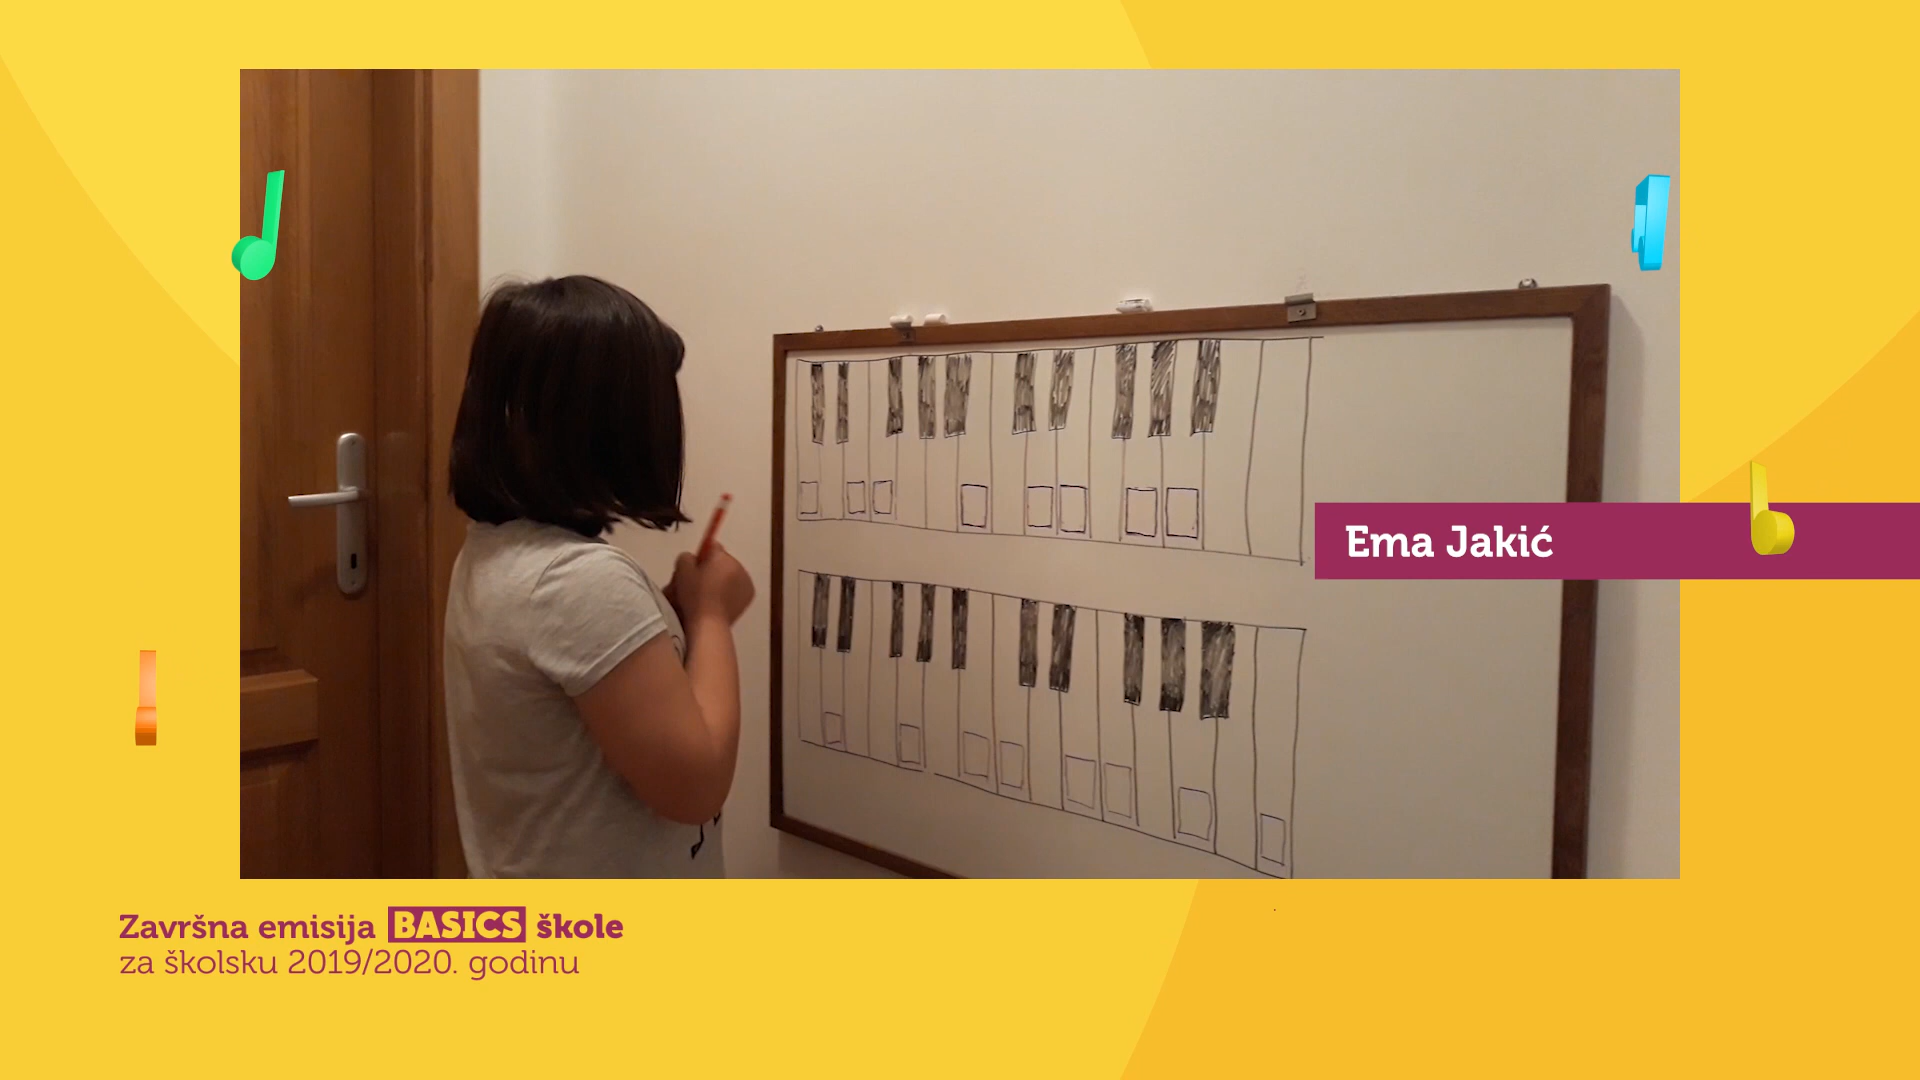 Ema Jakić
Završna emisija BASICS škole
za školsku 2019/2020. godinu